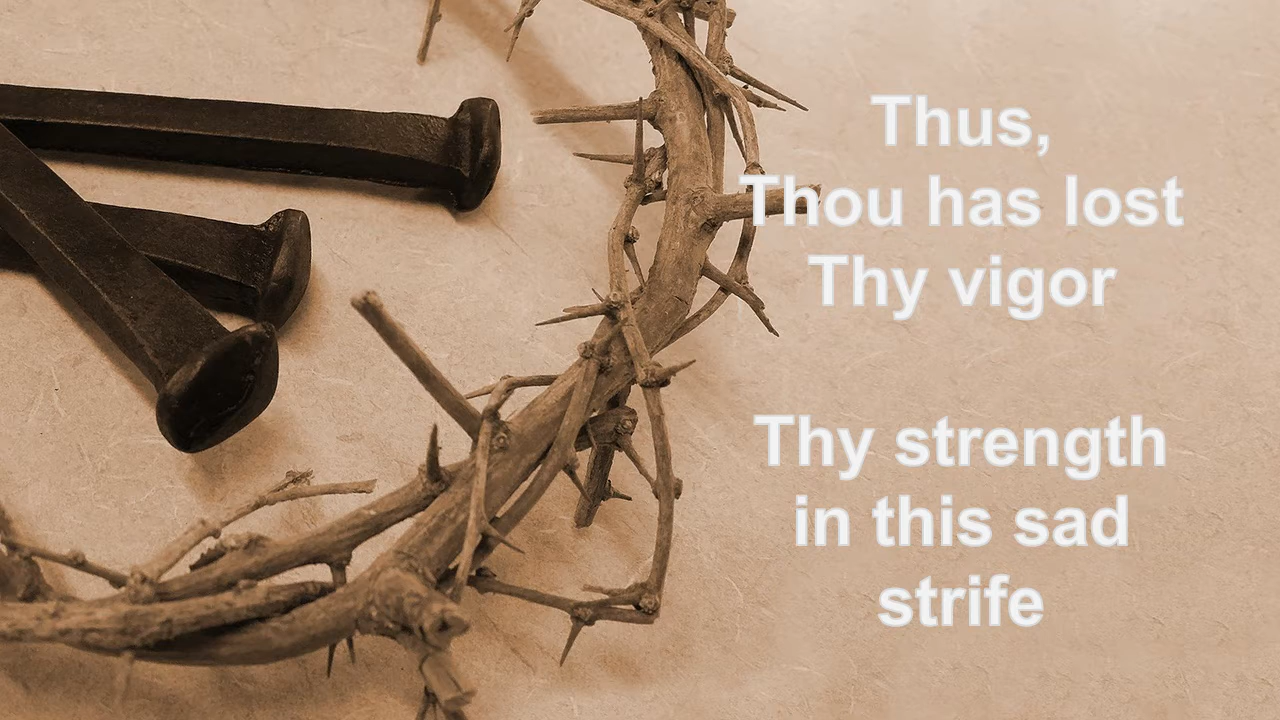 Thus,
Thou has lost
Thy vigor
Thy strength
in this sad
strife